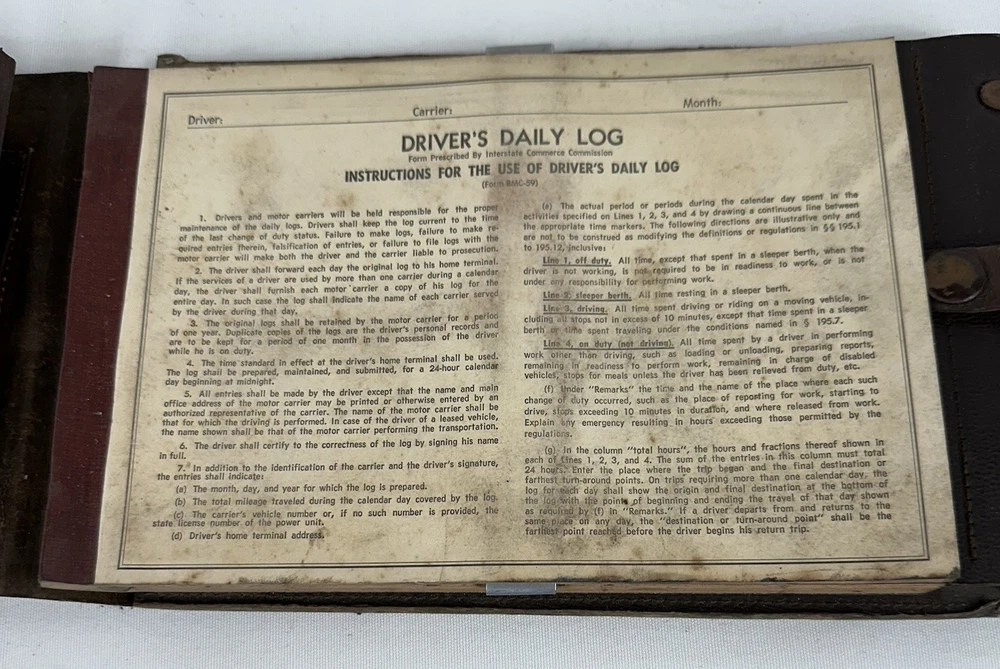 Driver:
Carrier:
Month:
DRIVER'S DAILY LOG
Form Prescribed By Interstate Commerce Commission
INSTRUCTIONS FOR THE USE OF DRIVER'S DAILY LOG
(Form BMC-59)
1. Drivers and motor carriers will be held responsible for the proper
maintenance of the daily logs. Drivers shall keep the log current to the time
of the last change of duty status. Failure to make logs, failure to make re-
quired entries therein, falsification of entries, or failure to file logs with the
motor carrier will make both the driver and the carrier liable to prosecution.
2. The driver shall forward each day the original log to his home terminal.
If the services of a driver are used by more than one carrier during a calendar
day, the driver shall furnish each motor carrier a copy of his log for the
entire day. In such case the log shall indicate the name of each carrier served
by the driver during that day.
3. The original logs shall be retained by the motor carrier for a period
of one year. Duplicate copies of the logs are the driver's personal records and
are to be kept for a period of one month in the possession of the driver
while he is on duty.
4. The time standard in effect at the driver's home terminal shall be used.
The log shall be prepared, maintained, and submitted, for a 24-hour calendar
day beginning at midnight.
5. All entries shall be made by the driver except that the name and main
office address of the motor carrier may be printed or otherwise entered by an
authorized representative of the carrier. The name of the motor carrier shall be
that for which the driving is performed. In case of the driver of a leased vehicle,
the name shown shall be that of the motor carrier performing the transportation.
6. The driver shall certify to the correctness of the log by signing his name
in full.
7. In addition to the identification of the carrier and the driver's signature,
the entries shall indicate:
(a) The month, day, and year for which the log is prepared.
(b) The total mileage traveled during the calendar day covered by the log.
(c) The carrier's vehicle number or, if no such number is provided, the
state license number of the power unit.
(d) Driver's home terminal address.
(e) The actual period or periods during the calendar day spent in the
activities specified on Lines 1, 2, 3, and 4 by drawing a continuous line between
the appropriate time markers. The following directions are illustrative only and
are not to be construed as modifying the definitions or regulations in §§ 195.1
to 195.12, inclusive:
Line 1, off duty. All time, except that spent in a sleeper berth, when the
driver is not working, is not required to be in readiness to work, or is not
under any responsibility for performing work.
Line 2, sleeper berth. All time resting in a sleeper berth.
Line 3, driving. All time spent driving or riding on a moving vehicle, in-
cluding all stops not in excess of 10 minutes, except that time spent in a sleeper
berth or time spent traveling under the conditions named in § 195.7.
Line 4, on duty (not driving). All time spent by a driver in performing
work other than driving, such as loading or unloading, preparing reports,
remaining in readiness to perform work, remaining in charge of disabled
vehicles, stops for meals unless the driver has been relieved from duty, etc.
(f) Under "Remarks" the time and the name of the place where each such
change of duty occurred, such as the place of reporting for work, starting to
drive, stops exceeding 10 minutes in duration, and where released from work.
Explain any emergency resulting in hours exceeding those permitted by the
regulations.
(g) In the column "total hours", the hours and fractions thereof shown in
each of Lines 1, 2, 3, and 4. The sum of the entries in this column must total
24 hours. Enter the place where the trip began and the final destination or
farthest turn-around points. On trips requiring more than one calendar day, the
log for each day shall show the origin and final destination at the bottom of
the log with the points of beginning and ending the travel of that day shown
as required by (f) in "Remarks." If a driver departs from and returns to the
same place on any day, the "destination or turn-around point" shall be the
farthest point reached before the driver begins his return trip.